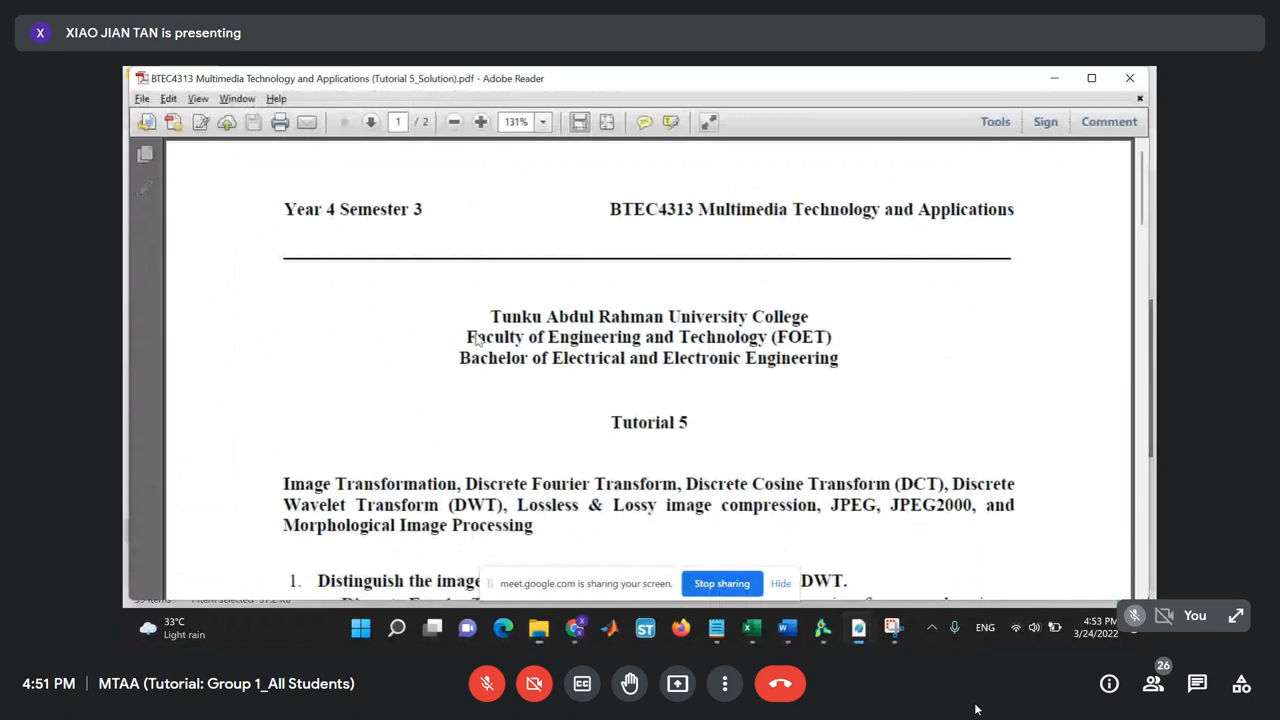 X XIAO JIAN TAN is presenting
BTEC4313 Multimedia Technology and Applications (Tutorial 5_Solution).pdf - Adobe Reader
File Edit View Window Help
1 / 2 131% Tools Sign Comment
Year 4 Semester 3 BTEC4313 Multimedia Technology and Applications
Tunku Abdul Rahman University College
Faculty of Engineering and Technology (FOET)
Bachelor of Electrical and Electronic Engineering
Tutorial 5
Image Transformation, Discrete Fourier Transform, Discrete Cosine Transform (DCT), Discrete
Wavelet Transform (DWT), Lossless & Lossy image compression, JPEG, JPEG2000, and
Morphological Image Processing
1. Distinguish the image DWT.
meet.google.com is sharing your screen. Stop sharing Hide
33°C
Light rain
ST
ENG
4:53 PM
3/24/2022
You
4:51 PM | MTAA (Tutorial: Group 1_All Students)
26